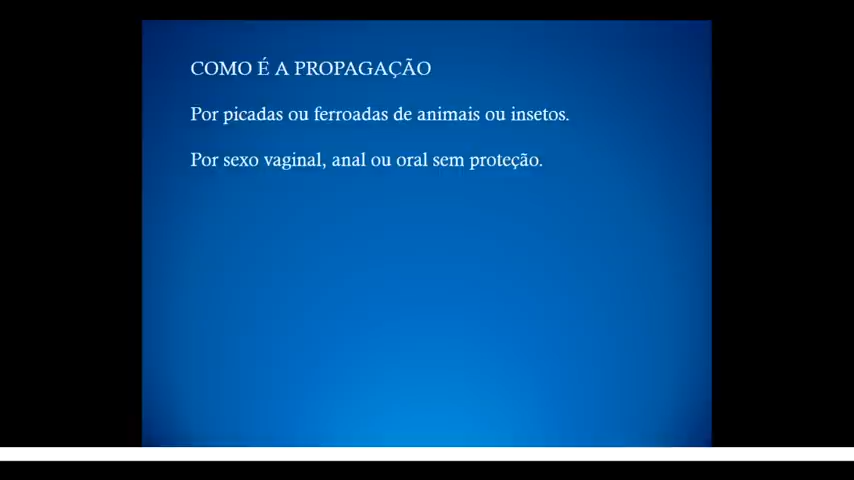 COMO É A PROPAGAÇÃO
Por picadas ou ferroadas de animais ou insetos.
Por sexo vaginal, anal ou oral sem proteção.